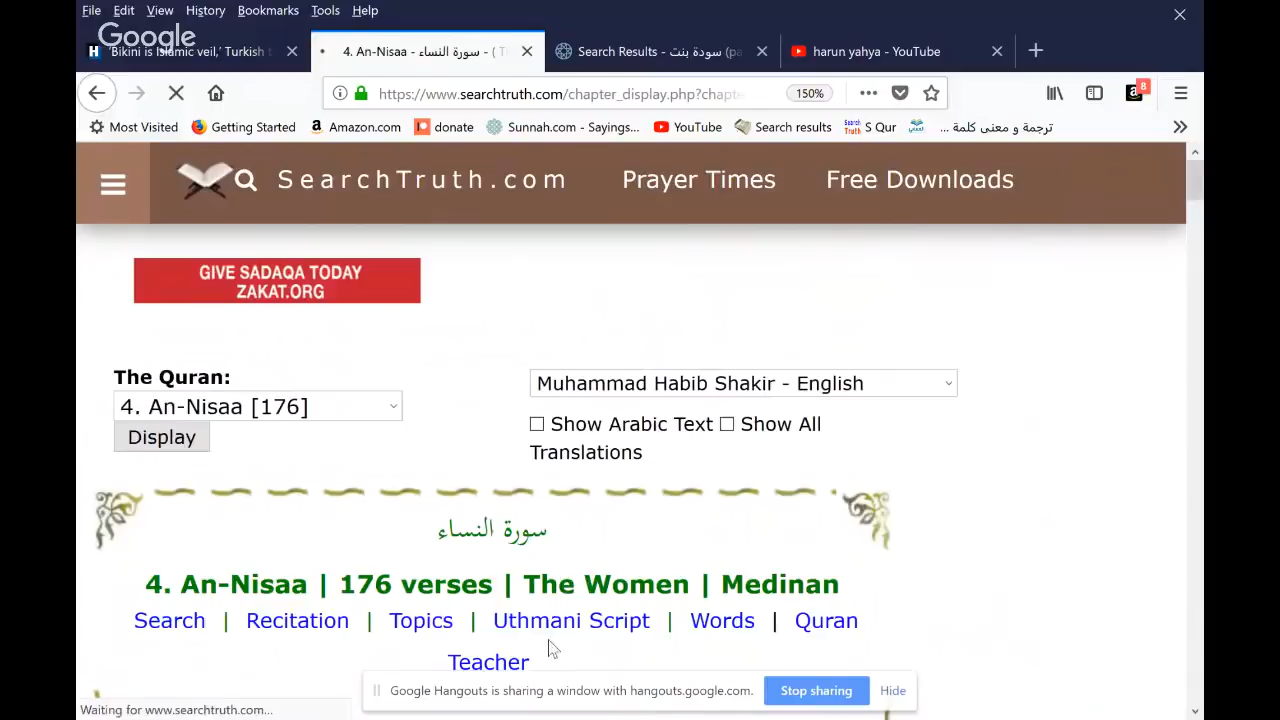 File Edit View History Bookmarks Tools Help
Google
'Bikini is Islamic veil,' Turkish t
4. An-Nisaa - سورة النساء - ( T
Search Results - سودة بنت (pa
harun yahya - YouTube
https://www.searchtruth.com/chapter_display.php?chapte
150%
8
Most Visited Getting Started Amazon.com donate Sunnah.com - Sayings... YouTube Search results S Qur ترجمة و معنى كلمة ...
SearchTruth.com Prayer Times Free Downloads
GIVE SADAQA TODAY
ZAKAT.ORG
The Quran:
4. An-Nisaa [176]
Display
Muhammad Habib Shakir - English
Show Arabic Text Show All
Translations
سورة النساء
4. An-Nisaa | 176 verses | The Women | Medinan
Search | Recitation | Topics | Uthmani Script | Words | Quran
Teacher
Google Hangouts is sharing a window with hangouts.google.com. Stop sharing Hide
Waiting for www.searchtruth.com...